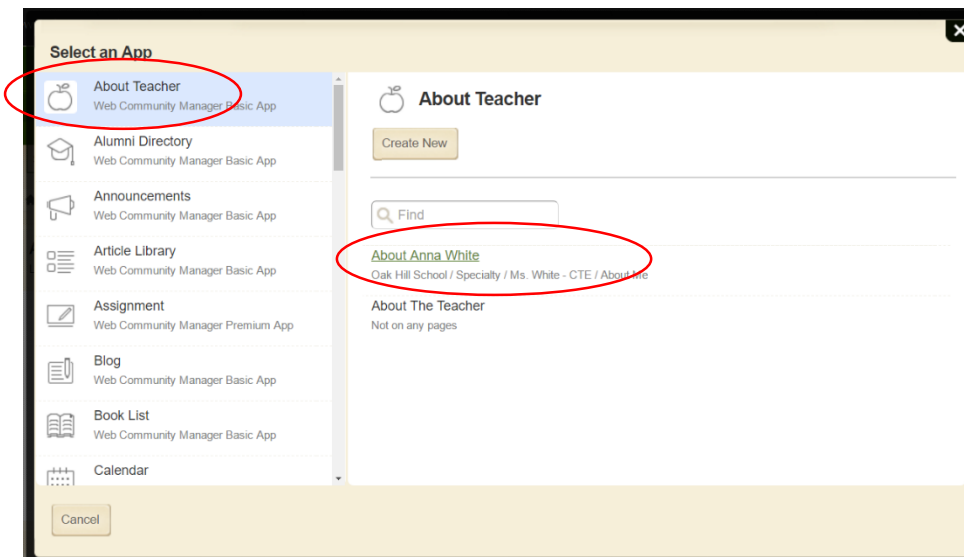 Select an App
About Teacher
Web Community Manager Basic App
Alumni Directory
Web Community Manager Basic App
Announcements
Web Community Manager Basic App
Article Library
Web Community Manager Basic App
Assignment
Web Community Manager Premium App
Blog
Web Community Manager Basic App
Book List
Web Community Manager Basic App
Calendar
Cancel
About Teacher
Create New
Find
About Anna White
Oak Hill School / Specialty / Ms. White - CTE / About Me
About The Teacher
Not on any pages